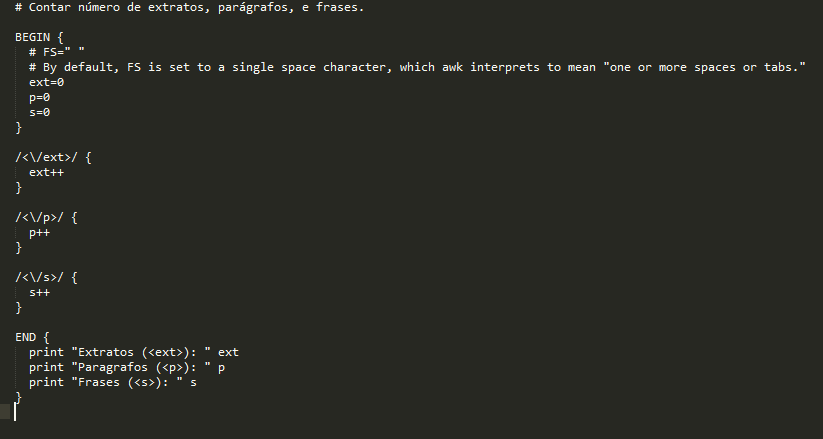 # Contar número de extratos, parágrafos, e frases.
BEGIN {
# FS=" "
# By default, FS is set to a single space character, which awk interprets to mean "one or more spaces or tabs."
ext=0
p=0
s=0
}
/<\/ext>/ {
ext++
}
/<\/p>/ {
p++
}
/<\/s>/ {
s++
}
END {
print "Extratos (<ext>): " ext
print "Paragrafos (<p>): " p
print "Frases (<s>): " s
}